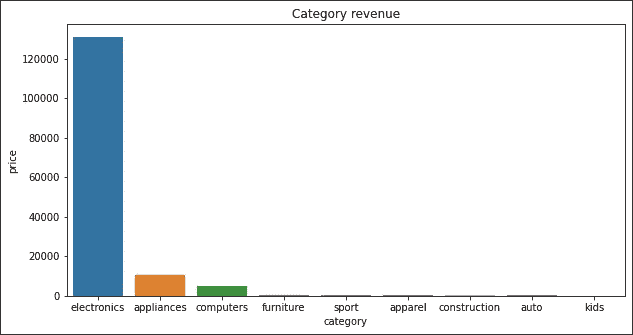 Category revenue
120000
100000
80000
60000
40000
20000
0
price
electronics appliances computers furniture sport apparel construction auto kids
category